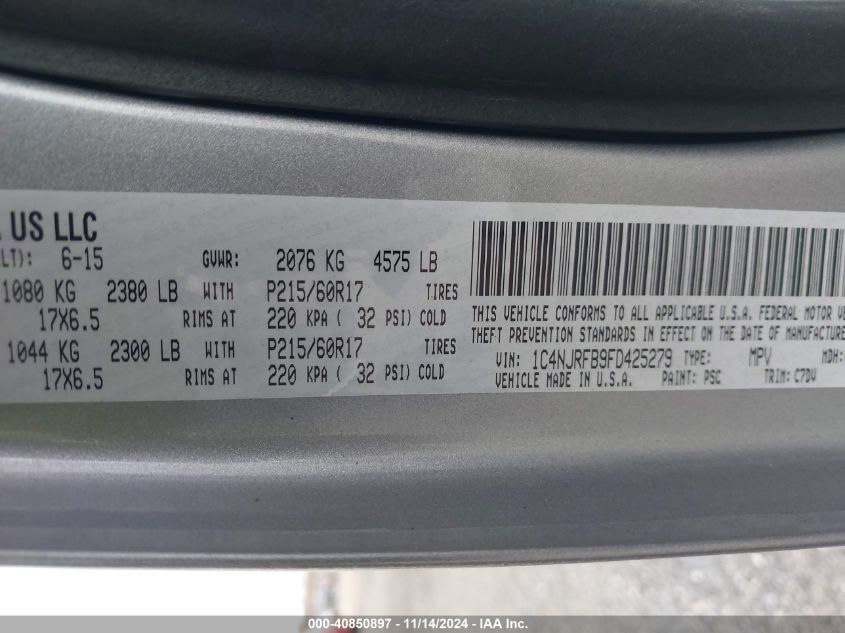 US LLC
LT): 6-15 GVWR: 2076 KG 4575 LB
1080 KG 2380 LB WITH P215/60R17 TIRES
17X6.5 RIMS AT 220 KPA ( 32 PSI) COLD
1044 KG 2300 LB WITH P215/60R17 TIRES
17X6.5 RIMS AT 220 KPA ( 32 PSI) COLD
THIS VEHICLE CONFORMS TO ALL APPLICABLE U.S.A. FEDERAL MOTOR VE
THEFT PREVENTION STANDARDS IN EFFECT ON THE DATE OF MANUFACTURE
VIN: 1C4NJRFB9FD425279 TYPE: MPV MDH:
VEHICLE MADE IN U.S.A. PAINT: PSC TRIM: C7DV
000-40850897 - 11/14/2024 - IAA Inc.